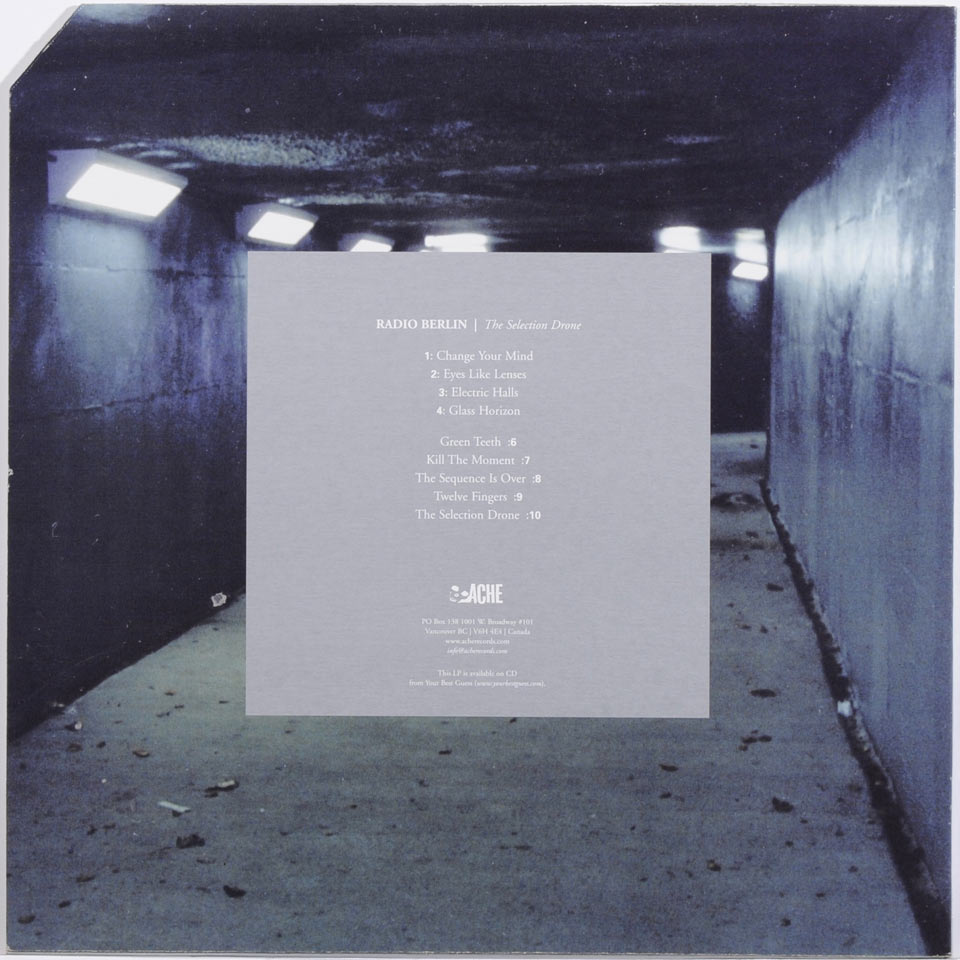 RADIO BERLIN | The Selection Drone
1: Change Your Mind
2: Eyes Like Lenses
3: Electric Halls
4: Glass Horizon
Green Teeth :6
Kill The Moment :7
The Sequence Is Over :8
Twelve Fingers :9
The Selection Drone :10
ACHE
PO Box 138 1001 W. Broadway #101
Vancouver BC | V6H 4E4 | Canada
www.acherecords.com
info@acherecords.com
This LP is available on CD
from Your Best Guess (www.yourbestguess.com).